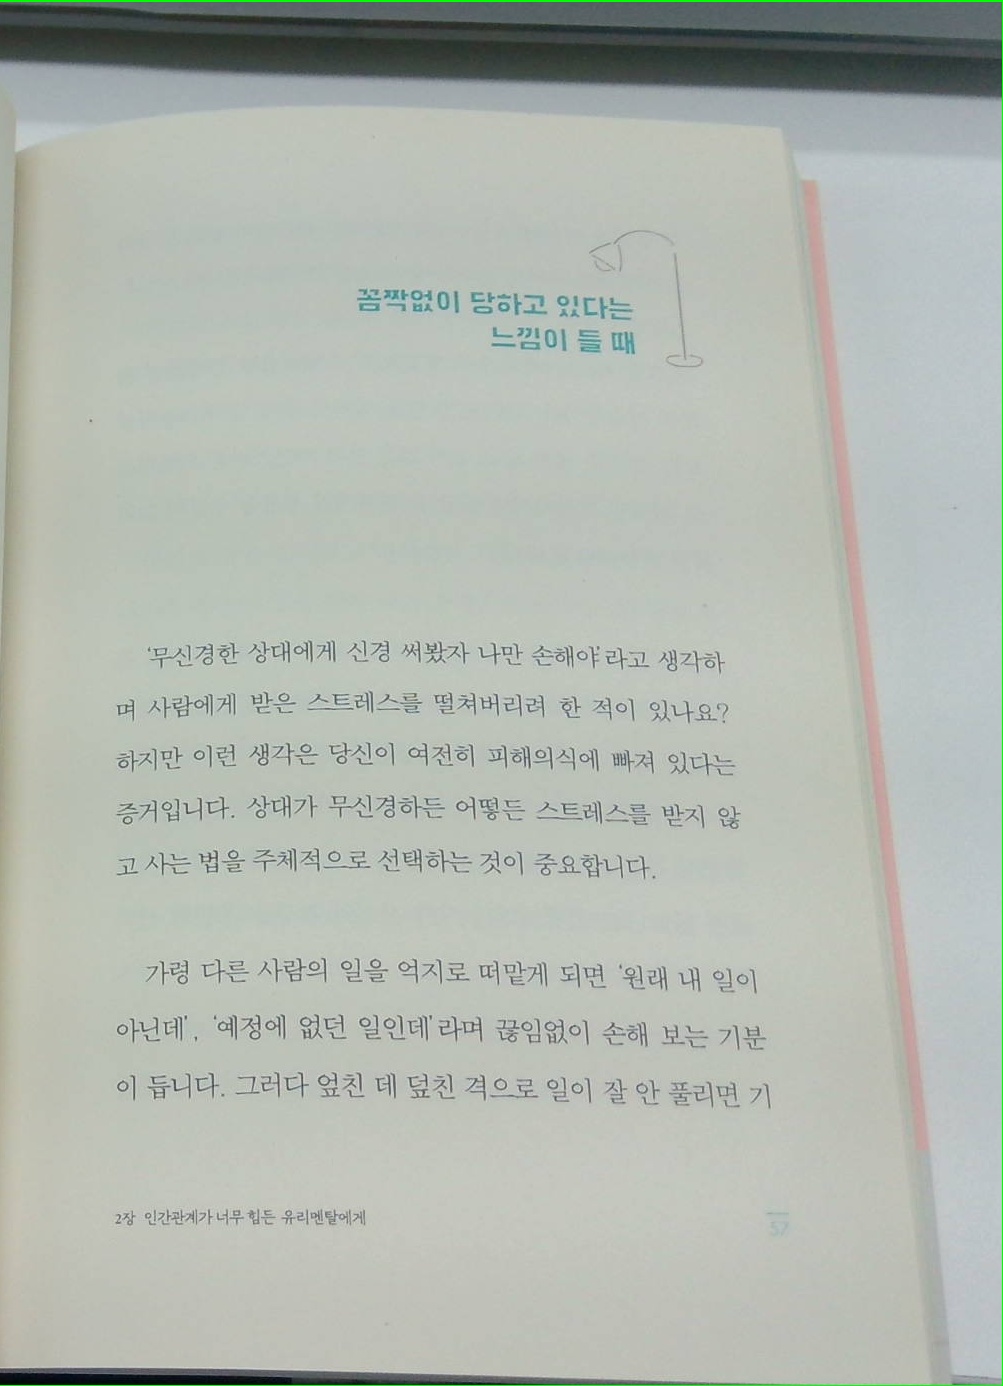 꼼짝없이 당하고 있다는
느낌이 들 때
'무신경한 상대에게 신경 써봤자 나만 손해야'라고 생각하
며 사람에게 받은 스트레스를 떨쳐버리려 한 적이 있나요?
하지만 이런 생각은 당신이 여전히 피해의식에 빠져 있다는
증거입니다. 상대가 무신경하든 어떻든 스트레스를 받지 않
고 사는 법을 주체적으로 선택하는 것이 중요합니다.
가령 다른 사람의 일을 억지로 떠맡게 되면 '원래 내 일이
아닌데', '예정에 없던 일인데'라며 끊임없이 손해 보는 기분
이 듭니다. 그러다 엎친 데 덮친 격으로 일이 잘 안 풀리면 기
2장 인간관계가 너무 힘든 유리멘탈에게
57